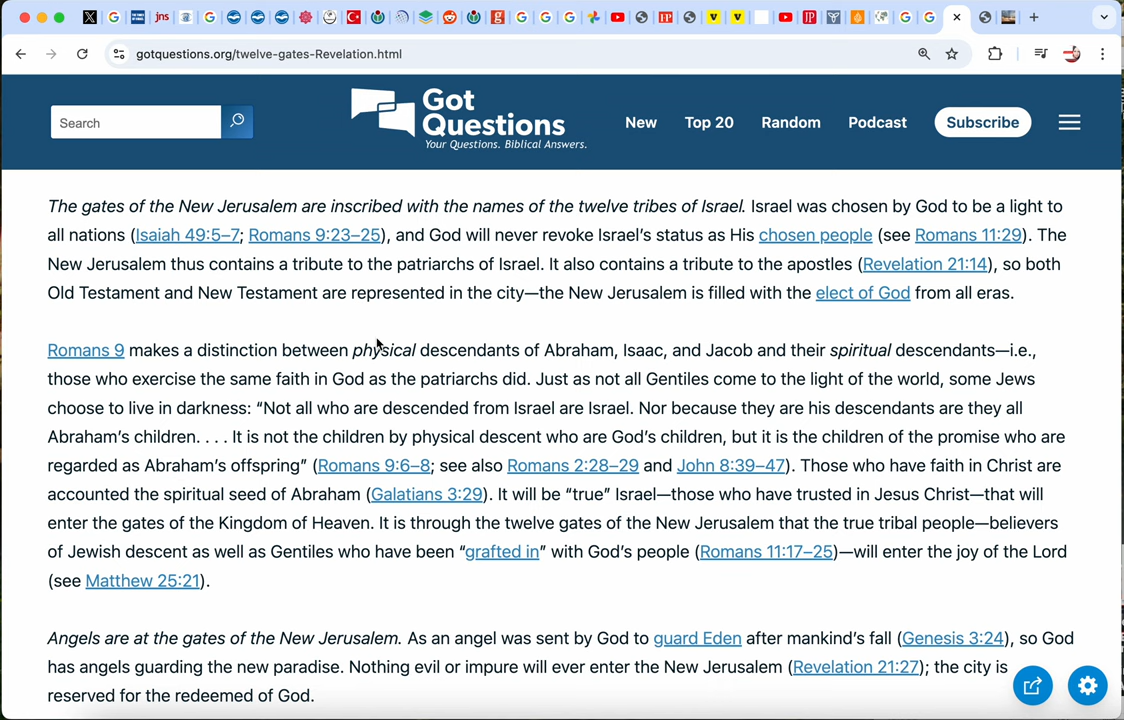 gotquestions.org/twelve-gates-Revelation.html
Search
Got
Questions
Your Questions. Biblical Answers.
New
Top 20
Random
Podcast
Subscribe
The gates of the New Jerusalem are inscribed with the names of the twelve tribes of Israel. Israel was chosen by God to be a light to
all nations (Isaiah 49:5–7; Romans 9:23–25), and God will never revoke Israel’s status as His chosen people (see Romans 11:29). The
New Jerusalem thus contains a tribute to the patriarchs of Israel. It also contains a tribute to the apostles (Revelation 21:14), so both
Old Testament and New Testament are represented in the city—the New Jerusalem is filled with the elect of God from all eras.
Romans 9 makes a distinction between physical descendants of Abraham, Isaac, and Jacob and their spiritual descendants—i.e.,
those who exercise the same faith in God as the patriarchs did. Just as not all Gentiles come to the light of the world, some Jews
choose to live in darkness: “Not all who are descended from Israel are Israel. Nor because they are his descendants are they all
Abraham’s children. . . . It is not the children by physical descent who are God’s children, but it is the children of the promise who are
regarded as Abraham’s offspring” (Romans 9:6–8; see also Romans 2:28–29 and John 8:39–47). Those who have faith in Christ are
accounted the spiritual seed of Abraham (Galatians 3:29). It will be “true” Israel—those who have trusted in Jesus Christ—that will
enter the gates of the Kingdom of Heaven. It is through the twelve gates of the New Jerusalem that the true tribal people—believers
of Jewish descent as well as Gentiles who have been “grafted in” with God’s people (Romans 11:17–25)—will enter the joy of the Lord
(see Matthew 25:21).
Angels are at the gates of the New Jerusalem. As an angel was sent by God to guard Eden after mankind’s fall (Genesis 3:24), so God
has angels guarding the new paradise. Nothing evil or impure will ever enter the New Jerusalem (Revelation 21:27); the city is
reserved for the redeemed of God.